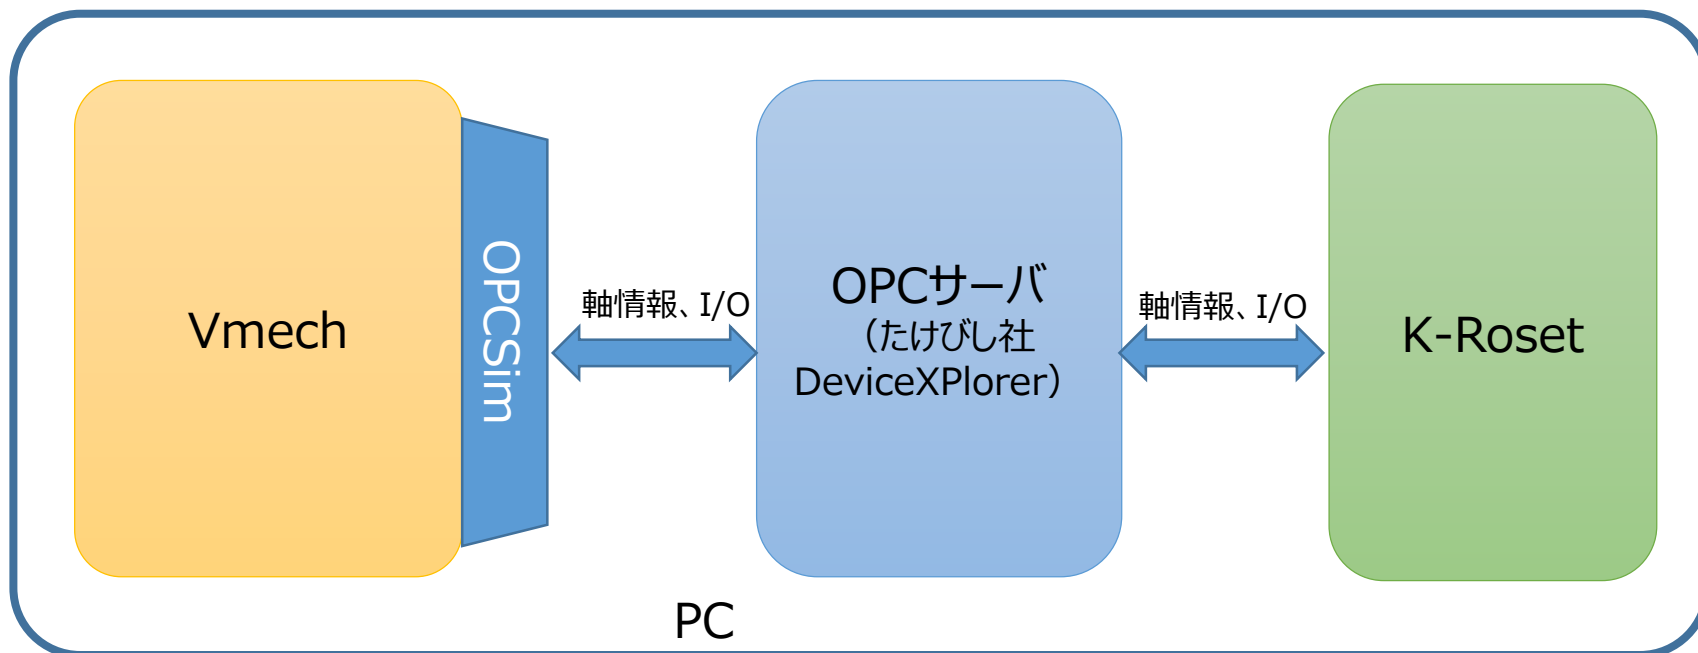 Vmech
OPCSim
軸情報、I/O
OPCサーバ
（たけびし社
DeviceXPlorer）
軸情報、I/O
K-Roset
PC